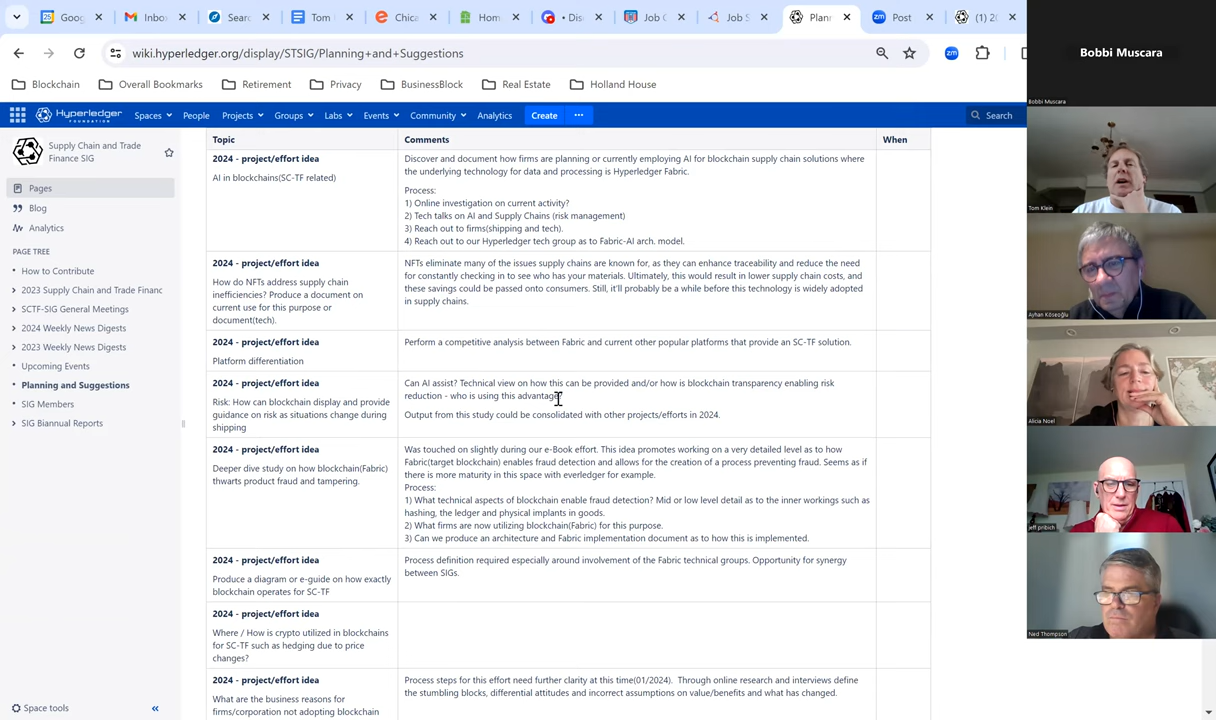 Goo
Inbox
Searc
Tom C
Chica
Hom
Disc
Job C
Job S
Plann
Post
(1) 20
wiki.hyperledger.org/display/STSIG/Planning+and+Suggestions
Blockchain
Overall Bookmarks
Retirement
Privacy
BusinessBlock
Real Estate
Holland House
HYPERLEDGER FOUNDATION
Spaces
People
Projects
Groups
Labs
Events
Community
Analytics
Create
Search
Supply Chain and Trade
Finance SIG
Pages
Blog
Analytics
PAGE TREE
How to Contribute
2023 Supply Chain and Trade Financ
SCTF-SIG General Meetings
2024 Weekly News Digests
2023 Weekly News Digests
Upcoming Events
Planning and Suggestions
SIG Members
SIG Biannual Reports
Space tools
Topic
Comments
When
2024 - project/effort idea
AI in blockchains(SC-TF related)
Discover and document how firms are planning or currently employing AI for blockchain supply chain solutions where
the underlying technology for data and processing is Hyperledger Fabric.
Process:
1) Online investigation on current activity?
2) Tech talks on AI and Supply Chains (risk management)
3) Reach out to firms(shipping and tech).
4) Reach out to our Hyperledger tech group as to Fabric-AI arch. model.
2024 - project/effort idea
How do NFTs address supply chain
inefficiencies? Produce a document on
current use for this purpose or
document(tech).
NFTs eliminate many of the issues supply chains are known for, as they can enhance traceability and reduce the need
for constantly checking in to see who has your materials. Ultimately, this would result in lower supply chain costs, and
these savings could be passed onto consumers. Still, it'll probably be a while before this technology is widely adopted
in supply chains.
2024 - project/effort idea
Platform differentiation
Perform a competitive analysis between Fabric and current other popular platforms that provide an SC-TF solution.
2024 - project/effort idea
Risk: How can blockchain display and provide
guidance on risk as situations change during
shipping
Can AI assist? Technical view on how this can be provided and/or how is blockchain transparency enabling risk
reduction - who is using this advantage?
Output from this study could be consolidated with other projects/efforts in 2024.
2024 - project/effort idea
Deeper dive study on how blockchain(Fabric)
thwarts product fraud and tampering.
Was touched on slightly during our e-Book effort. This idea promotes working on a very detailed level as to how
Fabric(target blockchain) enables fraud detection and allows for the creation of a process preventing fraud. Seems as if
there is more maturity in this space with everledger for example.
Process:
1) What technical aspects of blockchain enable fraud detection? Mid or low level detail as to the inner workings such as
hashing, the ledger and physical implants in goods.
2) What firms are now utilizing blockchain(Fabric) for this purpose.
3) Can we produce an architecture and Fabric implementation document as to how this is implemented.
2024 - project/effort idea
Produce a diagram or e-guide on how exactly
blockchain operates for SC-TF
Process definition required especially around involvement of the Fabric technical groups. Opportunity for synergy
between SIGs.
2024 - project/effort idea
Where / How is crypto utilized in blockchains
for SC-TF such as hedging due to price
changes?
2024 - project/effort idea
What are the business reasons for
firms/corporation not adopting blockchain
Process steps for this effort need further clarity at this time(01/2024). Through online research and interviews define
the stumbling blocks, differential attitudes and incorrect assumptions on value/benefits and what has changed.
Bobbi Muscara
Bobbi Muscara
Tom Klein
Ayhan Köseoğlu
Alicia Noel
jeff pribich
Ned Thompson